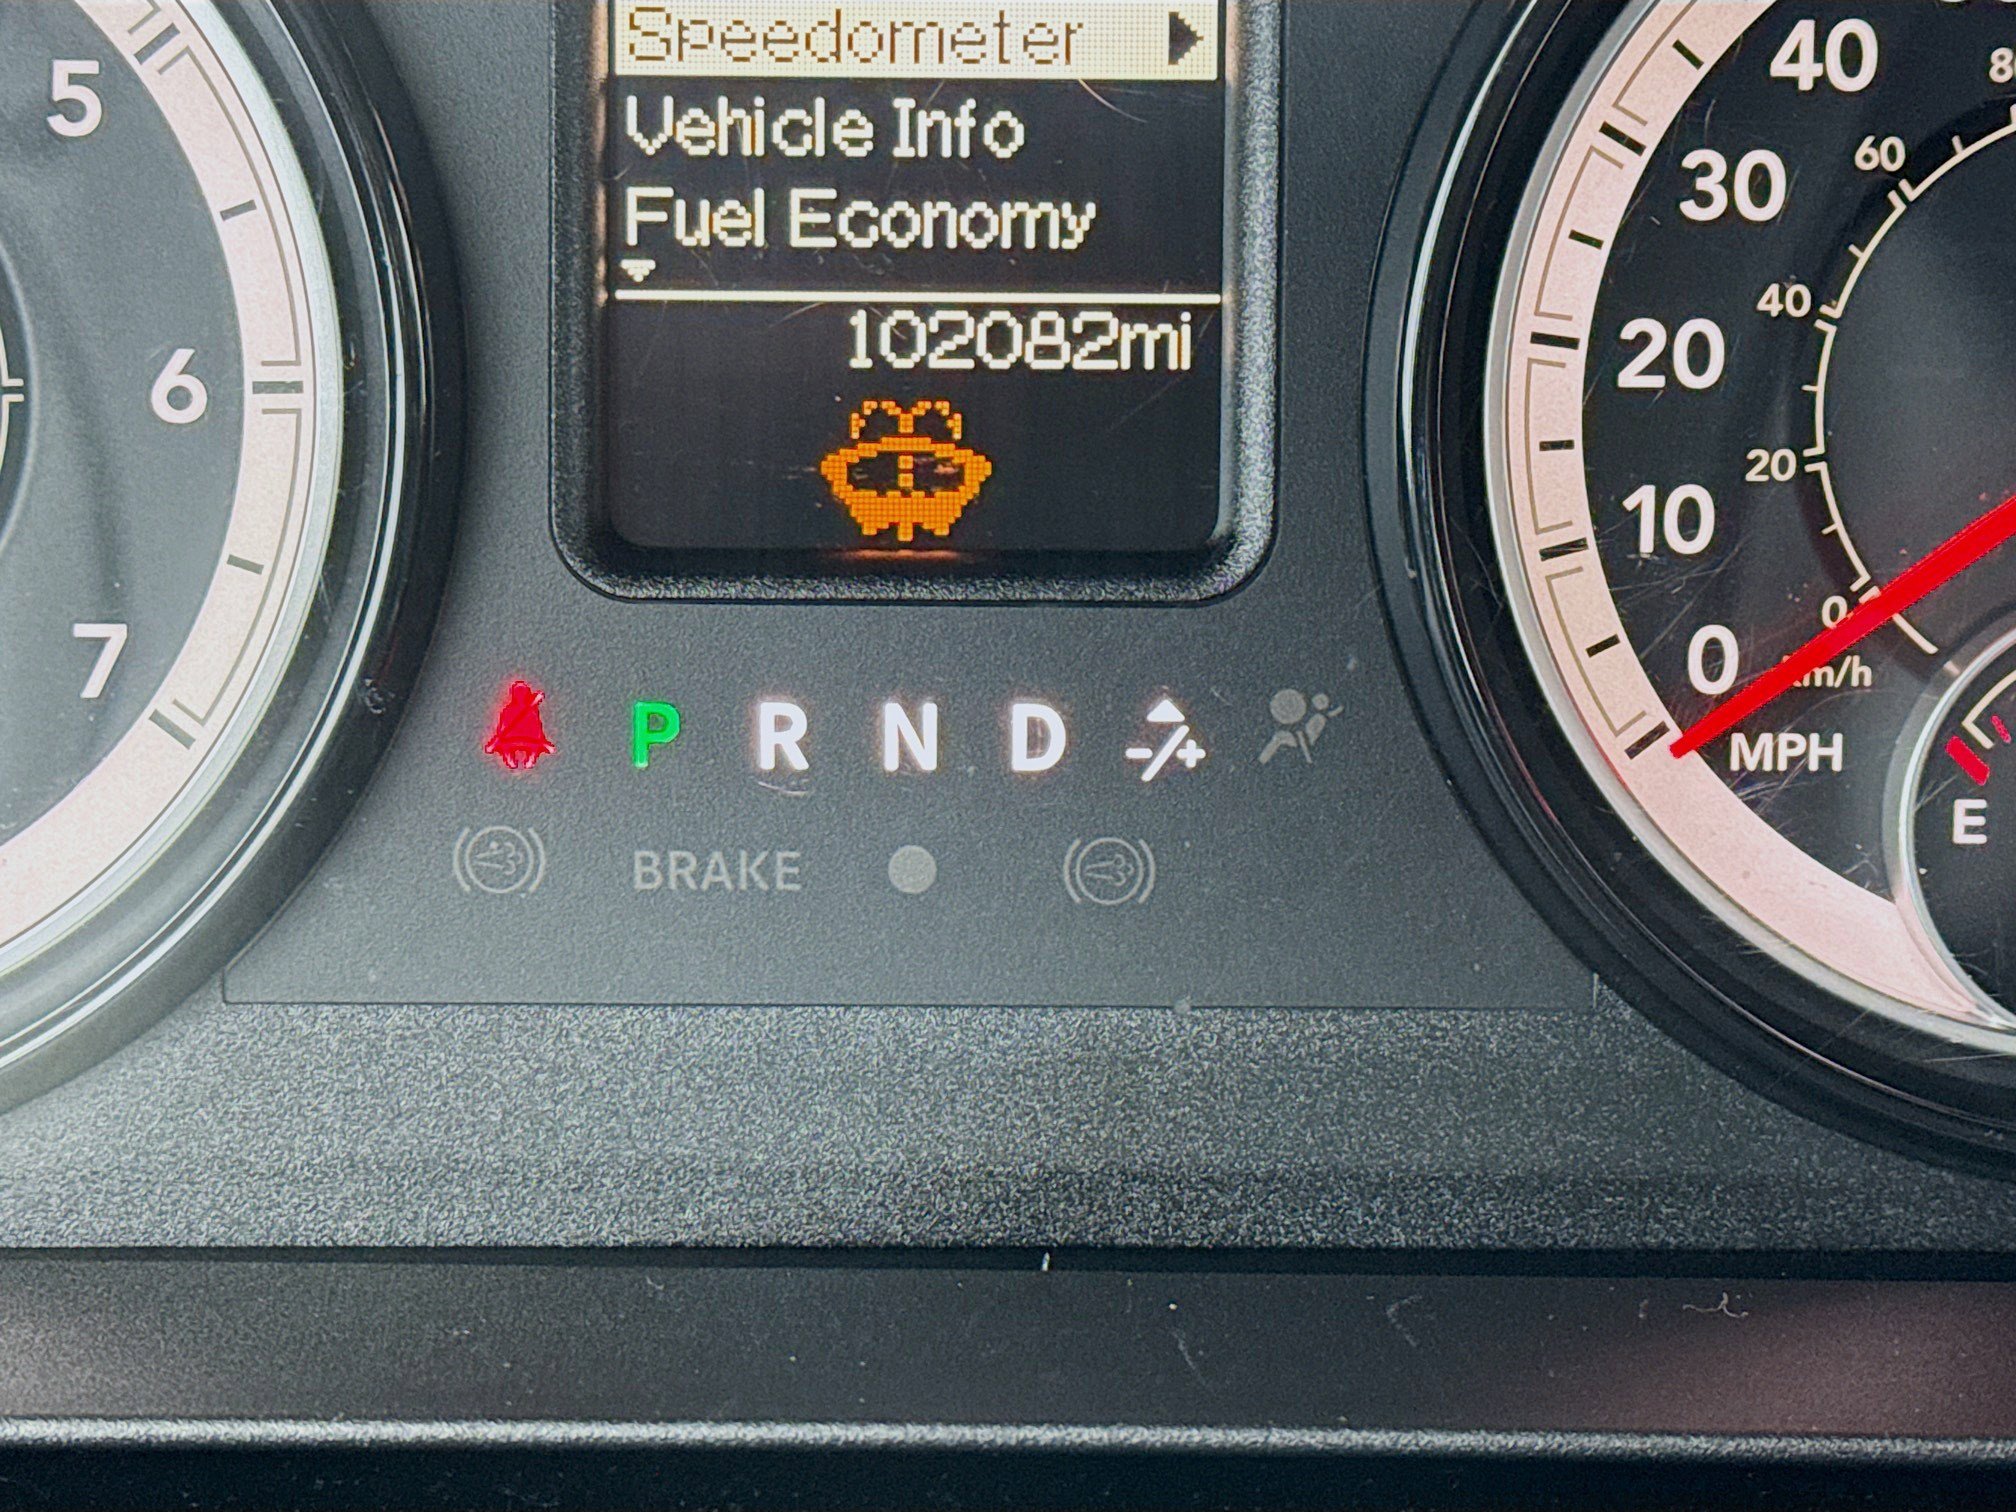 Speedometer
Vehicle Info
Fuel Economy
102082mi
5
6
7
P R N D -/+
BRAKE
40
30
20
10
0
MPH
60
40
20
0
km/h
E